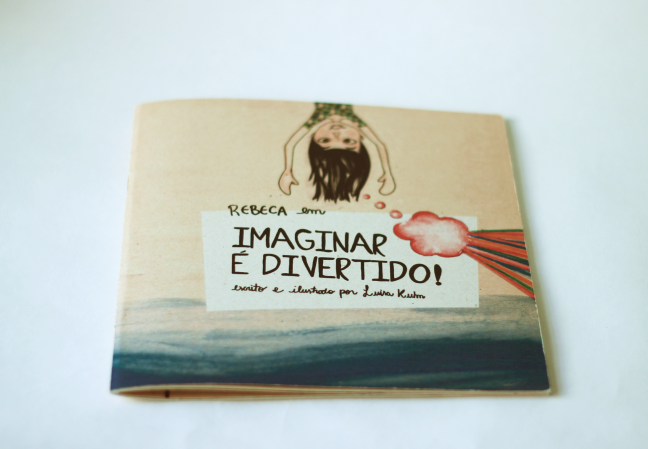 REBECA em
IMAGINAR
É DIVERTIDO!
escrito e ilustrado por Luisa Kuhn